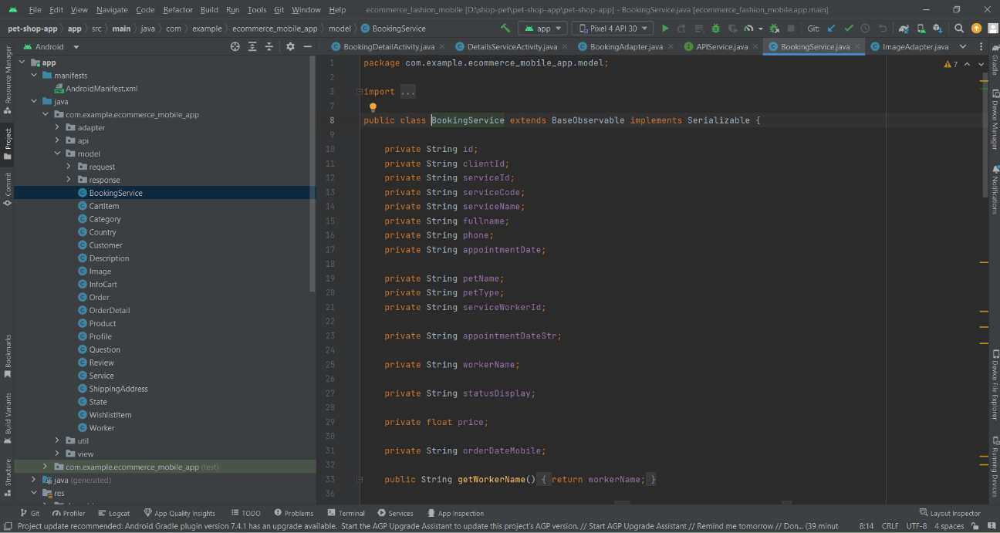 File Edit View Navigate Code Refactor Build Run Tools Git Window Help ecommerce_fashion_mobile [D:\shop-pet\pet-shop-app\pet-shop-app] - BookingService.java [ecommerce_fashion_mobile.app.main]
pet-shop-app app src main java com example ecommerce_mobile_app model BookingService app Pixel 4 API 30 Git:
Android BookingDetailActivity.java DetailsServiceActivity.java BookingAdapter.java APIService.java BookingService.java ImageAdapter.java
Resource Manager
Project
Commit
Bookmarks
Build Variants
Structure
app
manifests
AndroidManifest.xml
java
com.example.ecommerce_mobile_app
adapter
api
model
request
response
BookingService
CartItem
Category
Country
Customer
Description
Image
InfoCart
Order
OrderDetail
Product
Profile
Question
Review
Service
ShippingAddress
State
WishlistItem
Worker
util
view
com.example.ecommerce_mobile_app (test)
java (generated)
res
1 package com.example.ecommerce_mobile_app.model; 7
2
3 import ...
7
8 public class BookingService extends BaseObservable implements Serializable {
9
10 private String id;
11 private String clientId;
12 private String serviceId;
13 private String serviceCode;
14 private String serviceName;
15 private String fullname;
16 private String phone;
17 private String appointmentDate;
18
19 private String petName;
20 private String petType;
21 private String serviceWorkerId;
22
23 private String appointmentDateStr;
24
25 private String workerName;
26
27 private String statusDisplay;
28
29 private float price;
30
31 private String orderDateMobile;
32
33 public String getWorkerName() { return workerName; }
36
Gradle
Device Manager
Notifications
Device File Explorer
Running Devices
Git Profiler Logcat App Quality Insights TODO Problems Terminal Services App Inspection Layout Inspector
Project update recommended: Android Gradle plugin version 7.4.1 has an upgrade available. Start the AGP Upgrade Assistant to update this project's AGP version. // Start AGP Upgrade Assistant // Remind me tomorrow // Don... (39 minut 8:14 CRLF UTF-8 4 spaces